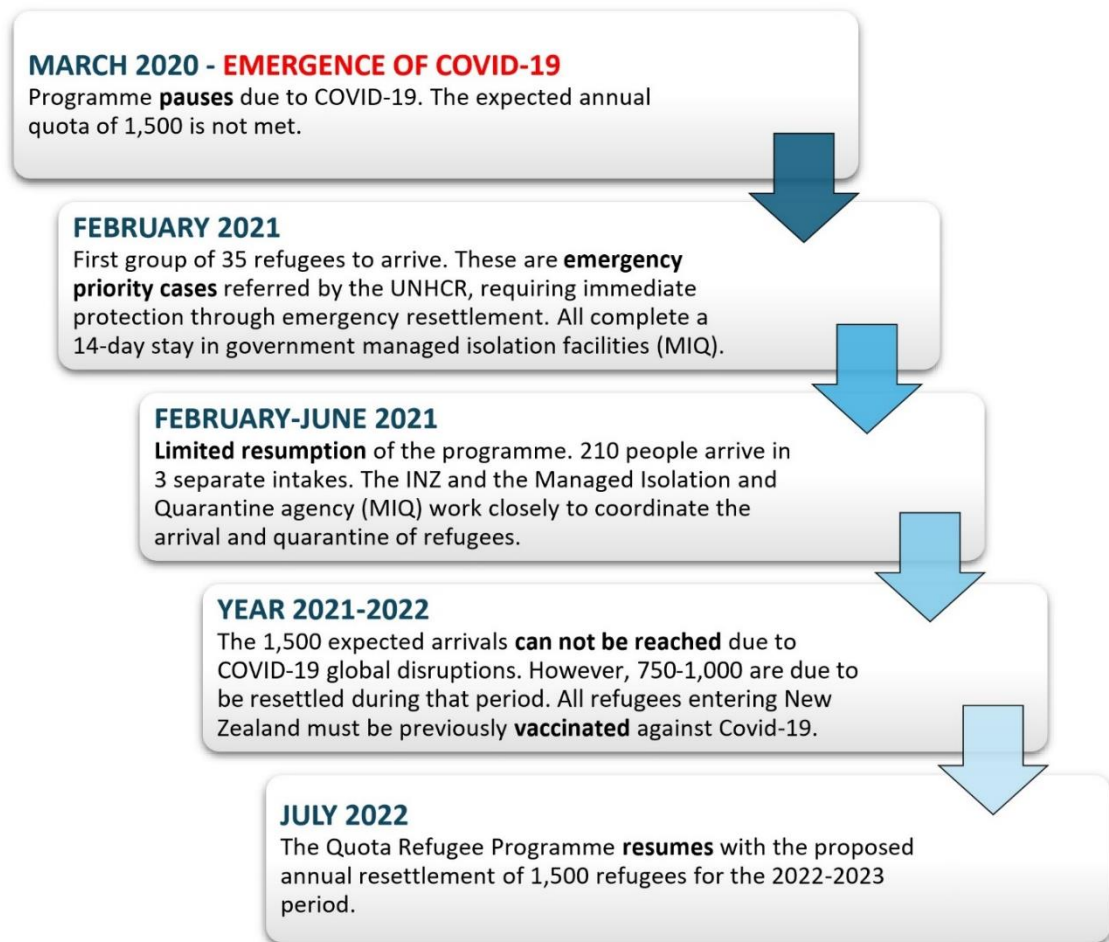 MARCH 2020 - EMERGENCE OF COVID-19
Programme pauses due to COVID-19. The expected annual
quota of 1,500 is not met.
FEBRUARY 2021
First group of 35 refugees to arrive. These are emergency
priority cases referred by the UNHCR, requiring immediate
protection through emergency resettlement. All complete a
14-day stay in government managed isolation facilities (MIQ).
FEBRUARY-JUNE 2021
Limited resumption of the programme. 210 people arrive in
3 separate intakes. The INZ and the Managed Isolation and
Quarantine agency (MIQ) work closely to coordinate the
arrival and quarantine of refugees.
YEAR 2021-2022
The 1,500 expected arrivals can not be reached due to
COVID-19 global disruptions. However, 750-1,000 are due to
be resettled during that period. All refugees entering New
Zealand must be previously vaccinated against Covid-19.
JULY 2022
The Quota Refugee Programme resumes with the proposed
annual resettlement of 1,500 refugees for the 2022-2023
period.